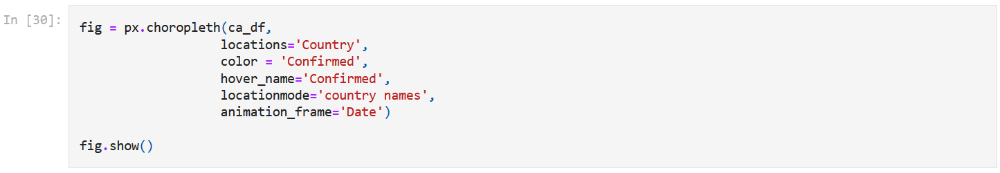 In [30]:
fig = px.choropleth(ca_df,
locations='Country',
color = 'Confirmed',
hover_name='Confirmed',
locationmode='country names',
animation_frame='Date')
fig.show()